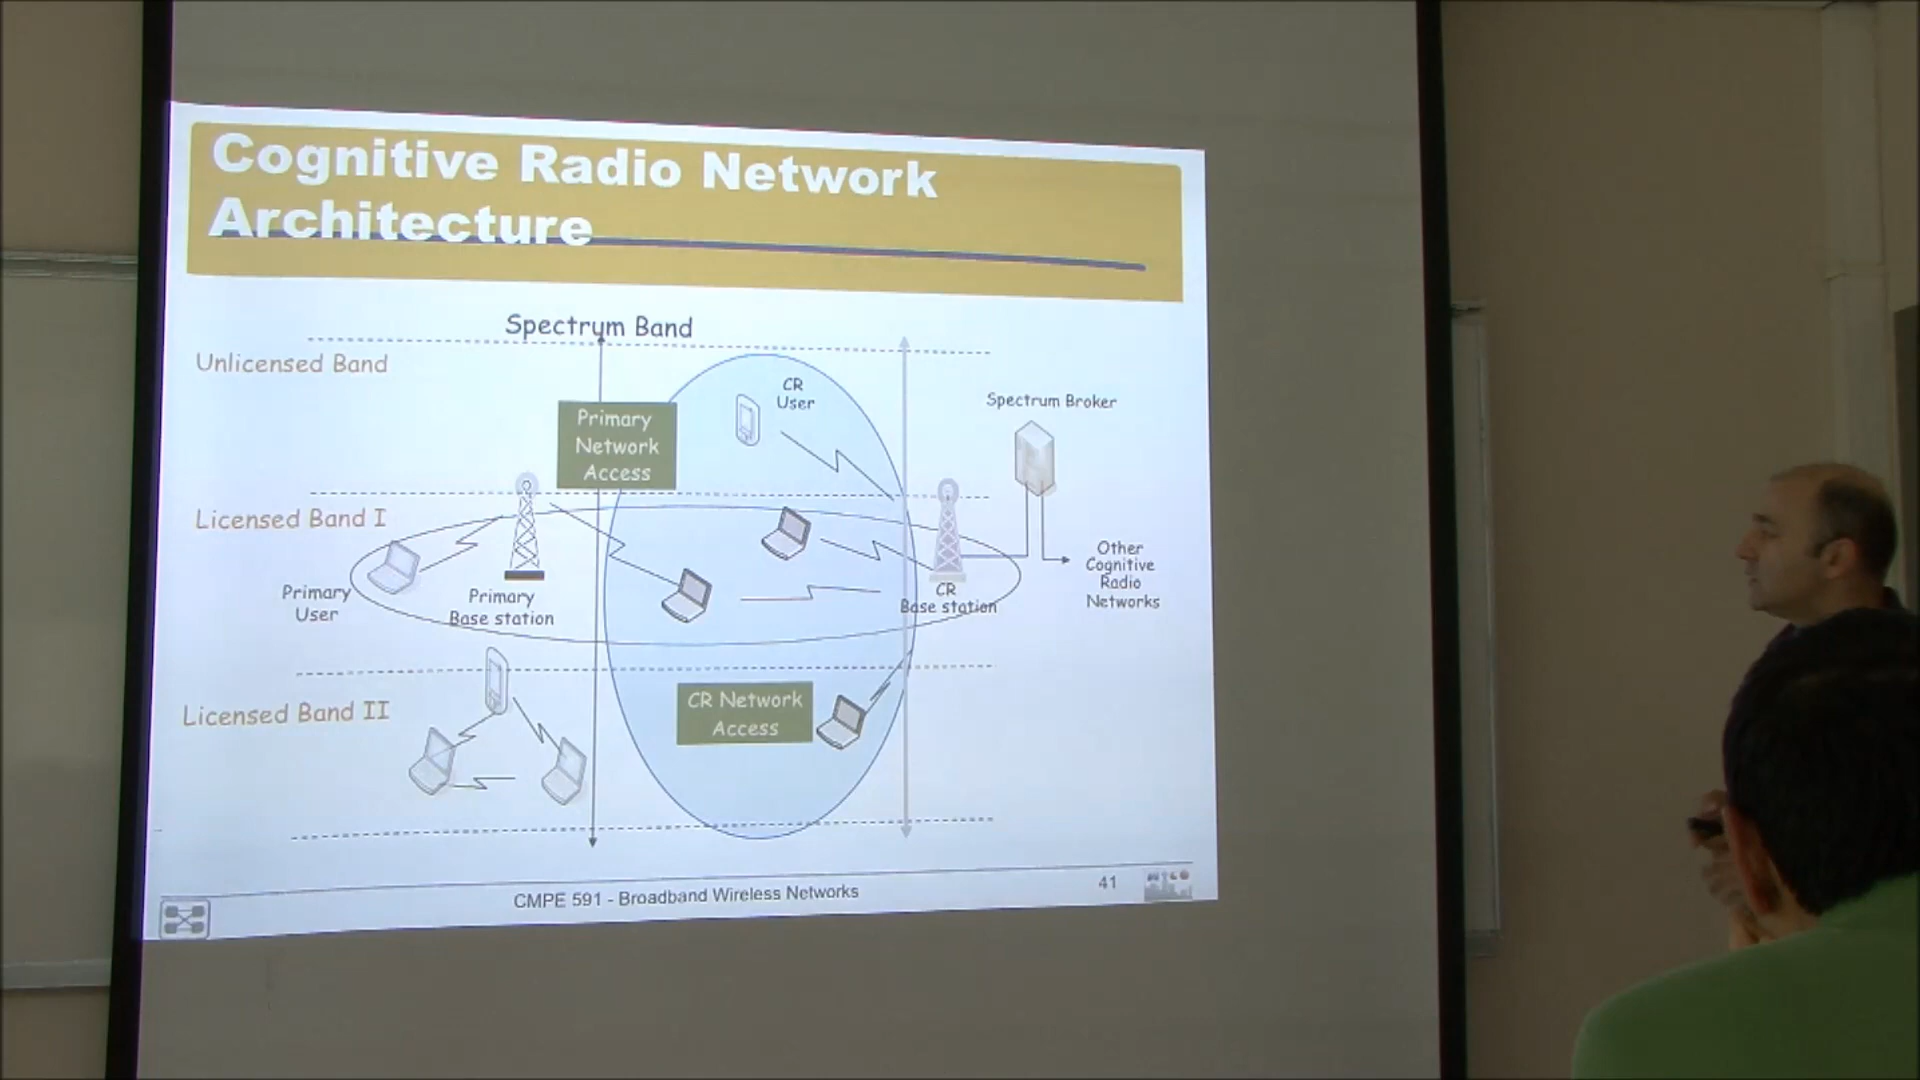 Cognitive Radio Network
Architecture
Spectrum Band
Unlicensed Band
CR
User
Primary
Network
Access
Spectrum Broker
Licensed Band I
Primary
User
Primary
Base station
CR
Base station
Other
Cognitive
Radio
Networks
Licensed Band II
CR Network
Access
CMPE 591 - Broadband Wireless Networks
41